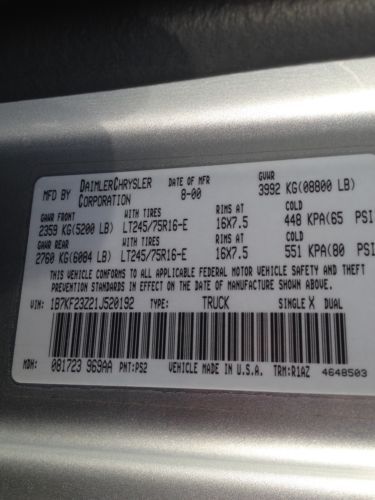 MFD BY DAIMLERCHRYSLER CORPORATION DATE OF MFR 8-00 GVWR 3992 KG(08800 LB)
GAWR FRONT WITH TIRES RIMS AT COLD
2359 KG(5200 LB) LT245/75R16-E 16X7.5 448 KPA(65 PSI
GAWR REAR WITH TIRES RIMS AT COLD
2760 KG(6084 LB) LT245/75R16-E 16X7.5 551 KPA(80 PSI
THIS VEHICLE CONFORMS TO ALL APPLICABLE FEDERAL MOTOR VEHICLE SAFETY AND THEFT
PREVENTION STANDARDS IN EFFECT ON THE DATE OF MANUFACTURE SHOWN ABOVE.
VIN: 1B7KF23Z21J520192 TYPE: TRUCK SINGLE X DUAL
MDH: 081723 969AA PNT:PS2 VEHICLE MADE IN U.S.A. TRM:R1AZ 4648503